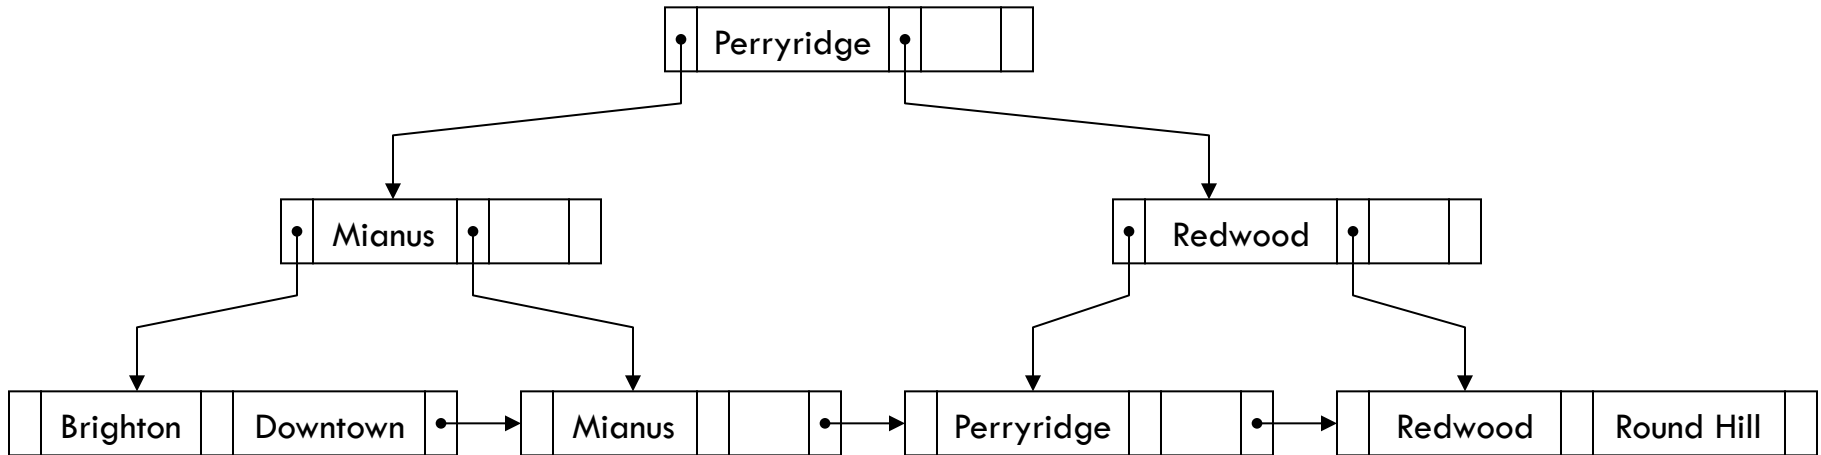 Perryridge
Mianus
Redwood
Brighton
Downtown
Mianus
Perryridge
Redwood
Round Hill